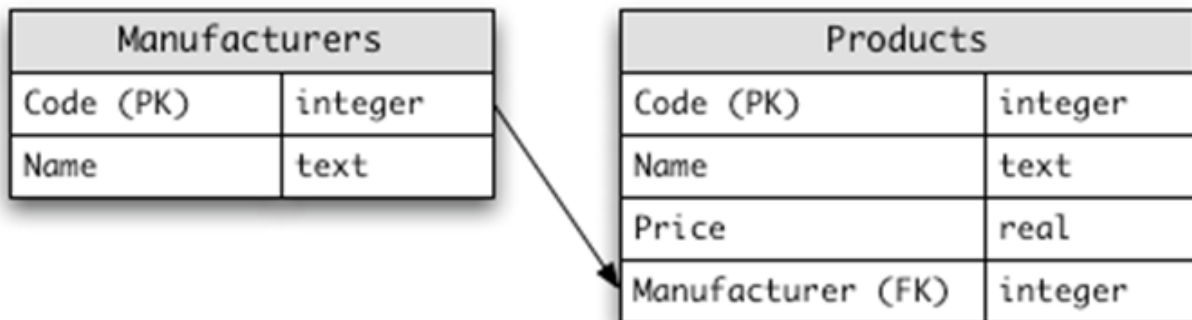 Manufacturers
Code (PK) integer
Name text
Products
Code (PK) integer
Name text
Price real
Manufacturer (FK) integer